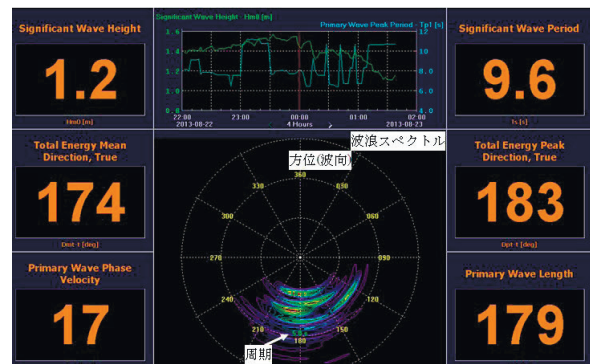 Significant Wave Height
1.2
Hm0 [m]
Significant Wave Height - Hm0 [m]
Primary Wave Peak Period - Tp1 [s]
1.6
1.4
1.2
1.0
0.8
12
10
8.0
6.0
4.0
22:00
23:00
00:00
01:00
02:00
2013-08-22
4 Hours
2013-08-23
Significant Wave Period
9.6
Ts [s]
Total Energy Mean
Direction, True
174
Dmt-t [deg]
波浪スペクトル
方位(波向)
000
030
060
090
120
150
180
210
240
270
300
330
周期
Total Energy Peak
Direction, True
183
Dpt-t [deg]
Primary Wave Phase
Velocity
17
Primary Wave Length
179